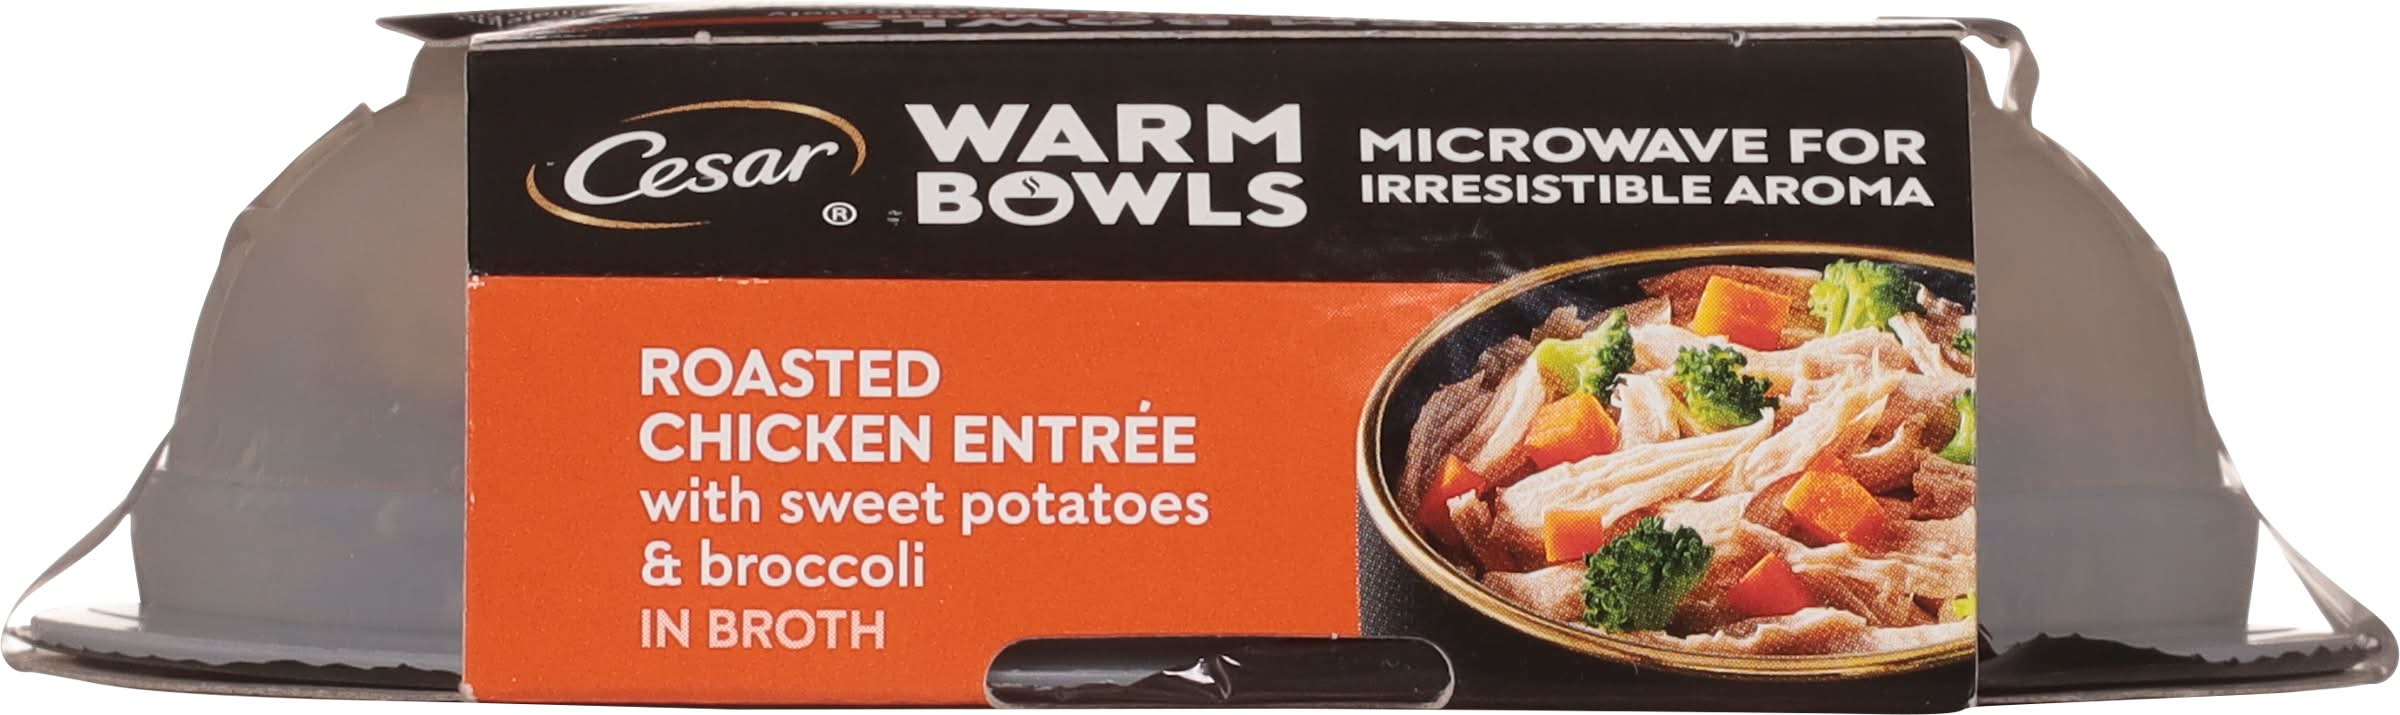 Cesar®
WARM
BOWLS
MICROWAVE FOR
IRRESISTIBLE AROMA
ROASTED
CHICKEN ENTRÉE
with sweet potatoes
& broccoli
IN BROTH